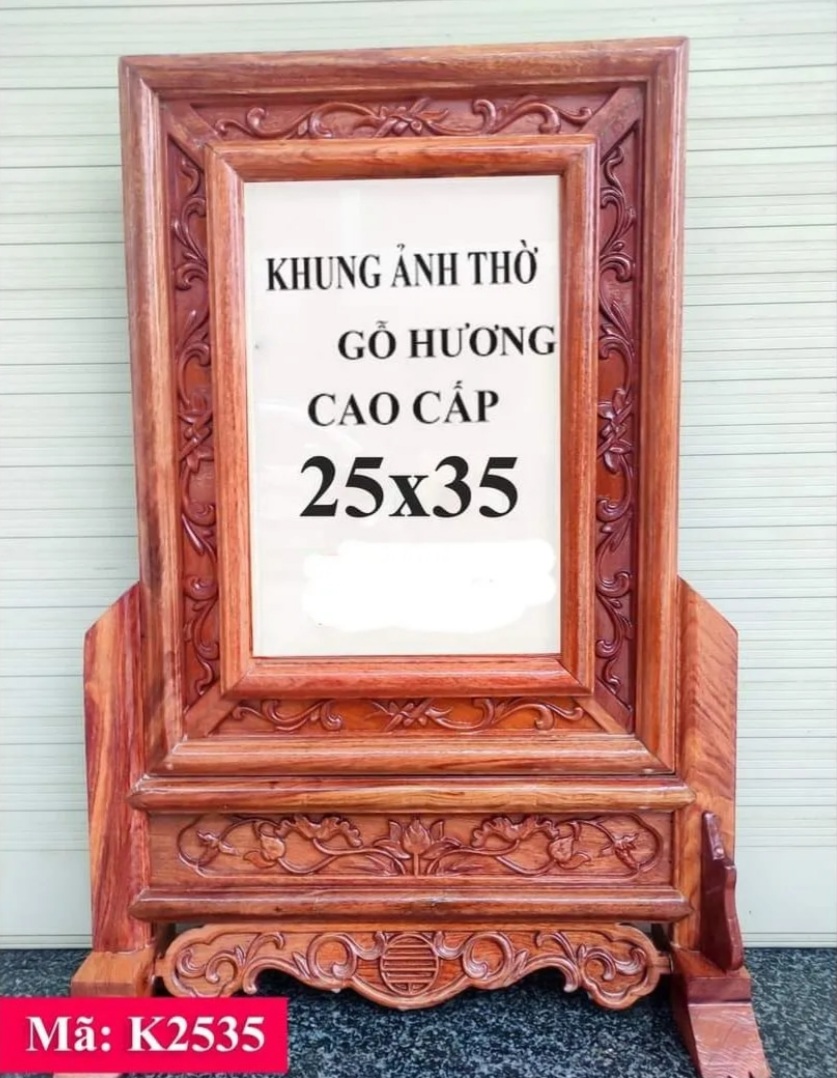 KHUNG ẢNH THỜ
GỖ HƯƠNG
CAO CẤP
25x35
Mã: K2535